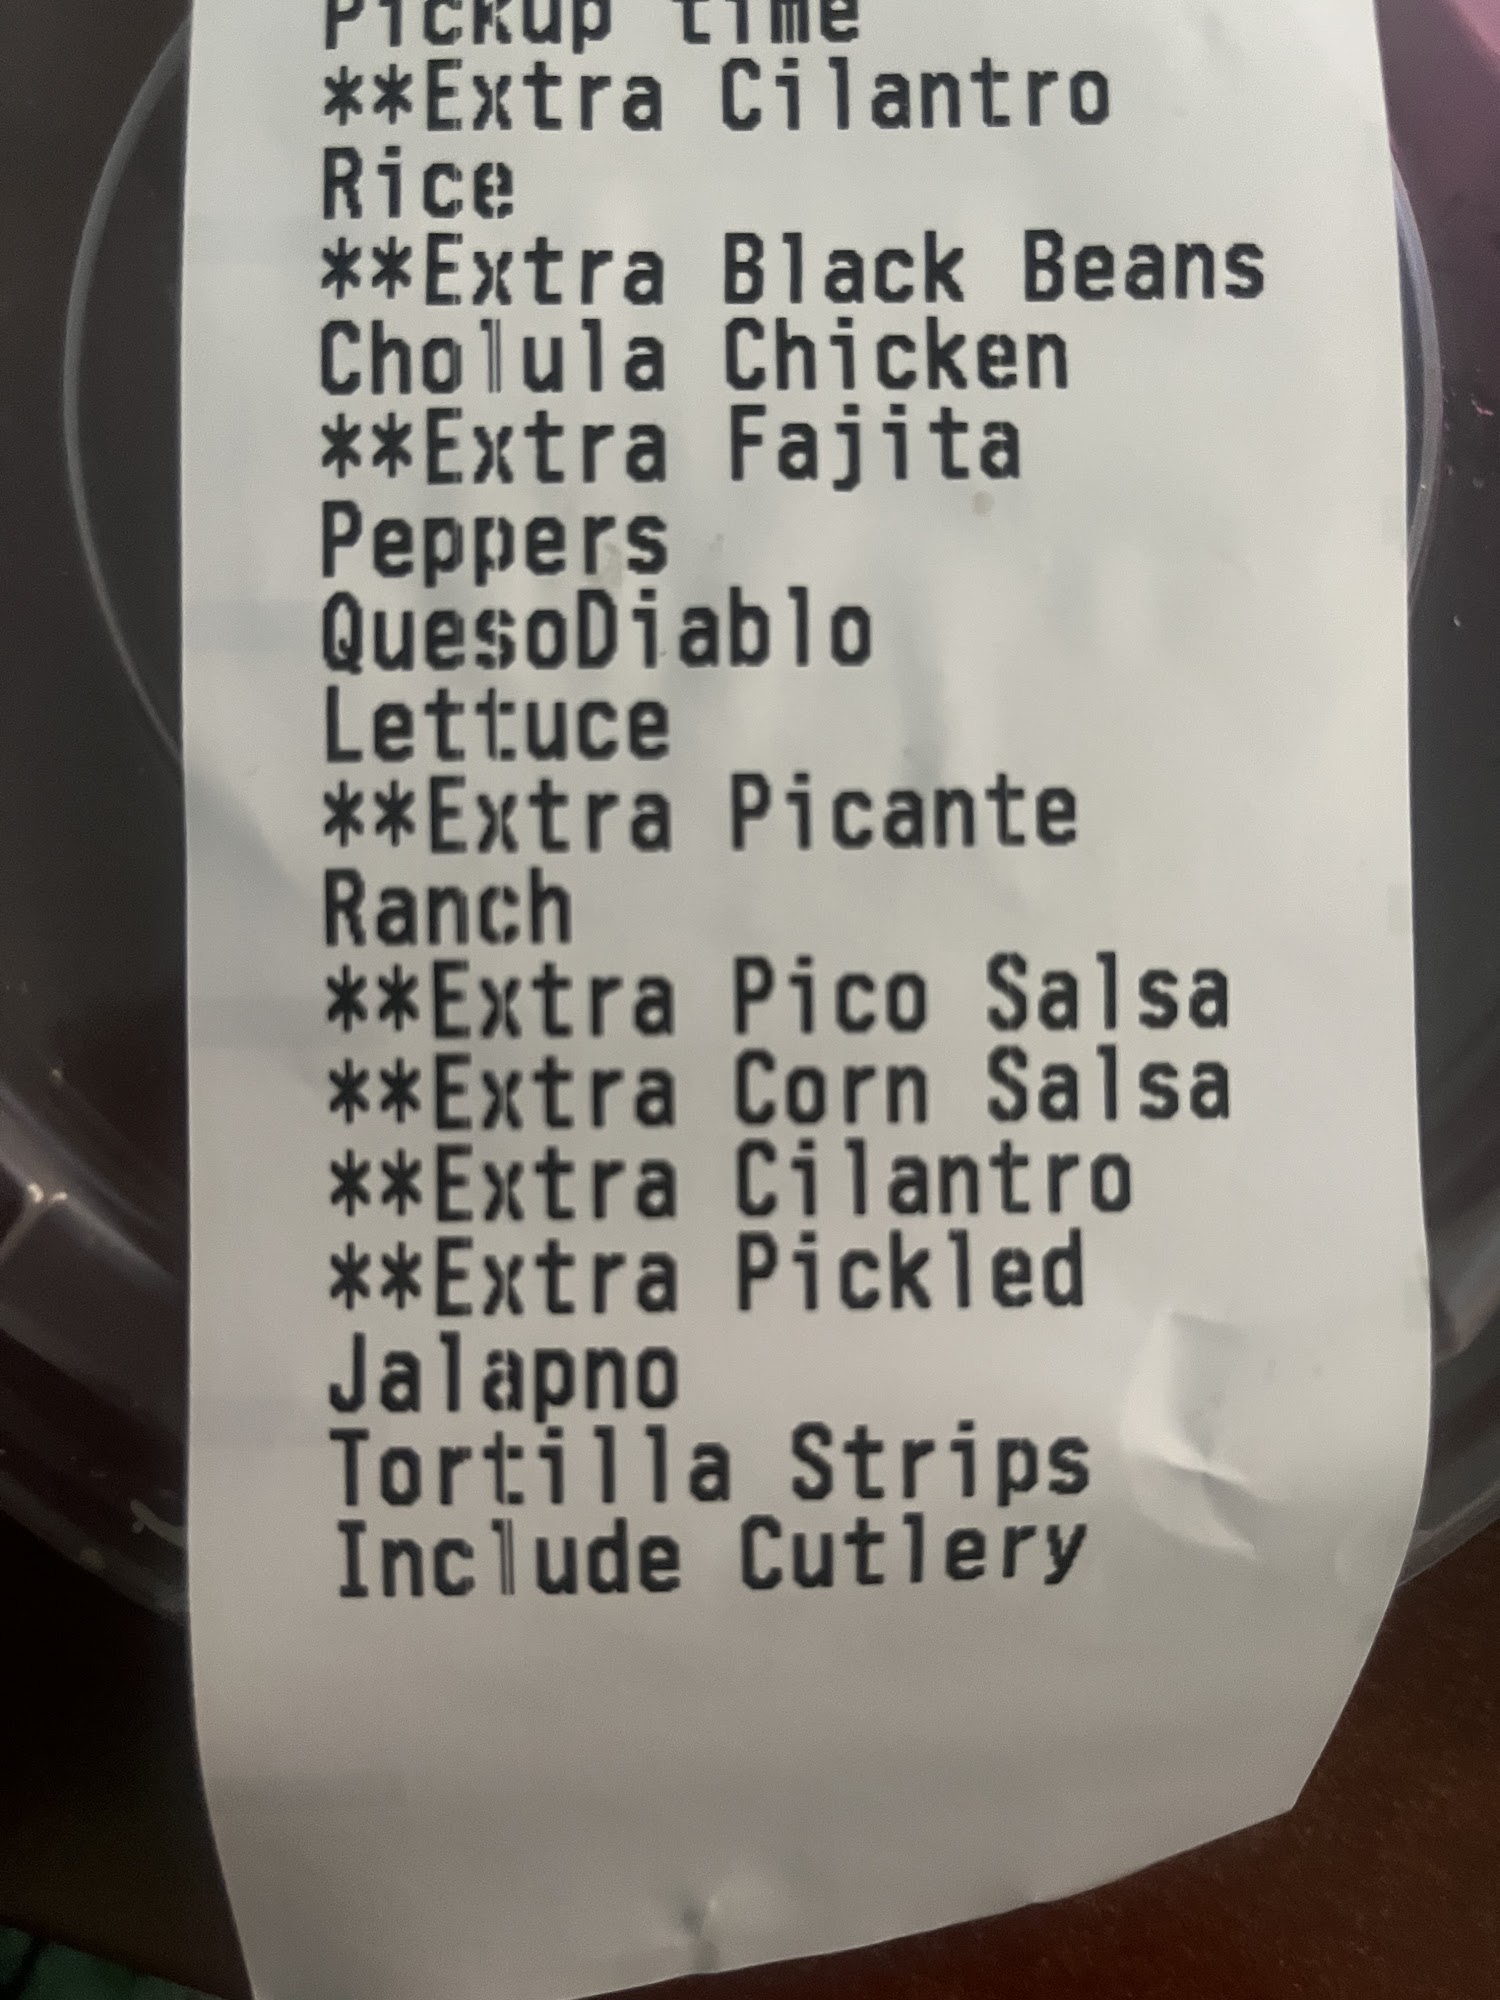 Pickup time
**Extra Cilantro
Rice
**Extra Black Beans
Cholula Chicken
**Extra Fajita
Peppers
QuesoDiablo
Lettuce
**Extra Picante
Ranch
**Extra Pico Salsa
**Extra Corn Salsa
**Extra Cilantro
**Extra Pickled
Jalapno
Tortilla Strips
Include Cutlery